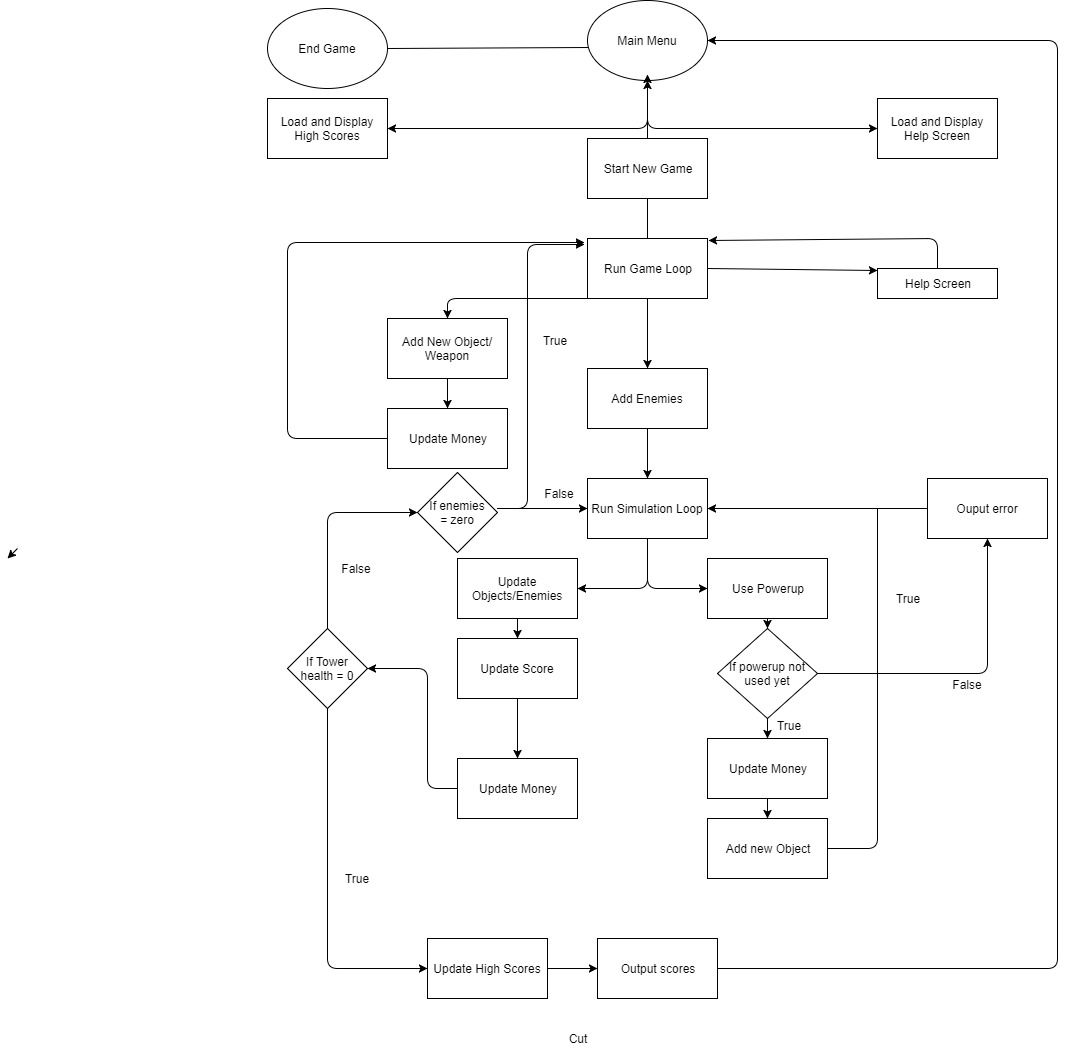 End Game
Main Menu
Load and Display
High Scores
Load and Display
Help Screen
Start New Game
Run Game Loop
Help Screen
Add New Object/
Weapon
True
Add Enemies
Update Money
If enemies
= zero
False
Run Simulation Loop
Ouput error
False
Update
Objects/Enemies
Use Powerup
True
If Tower
health = 0
Update Score
If powerup not
used yet
False
True
Update Money
Update Money
Add new Object
True
Update High Scores
Output scores
Cut